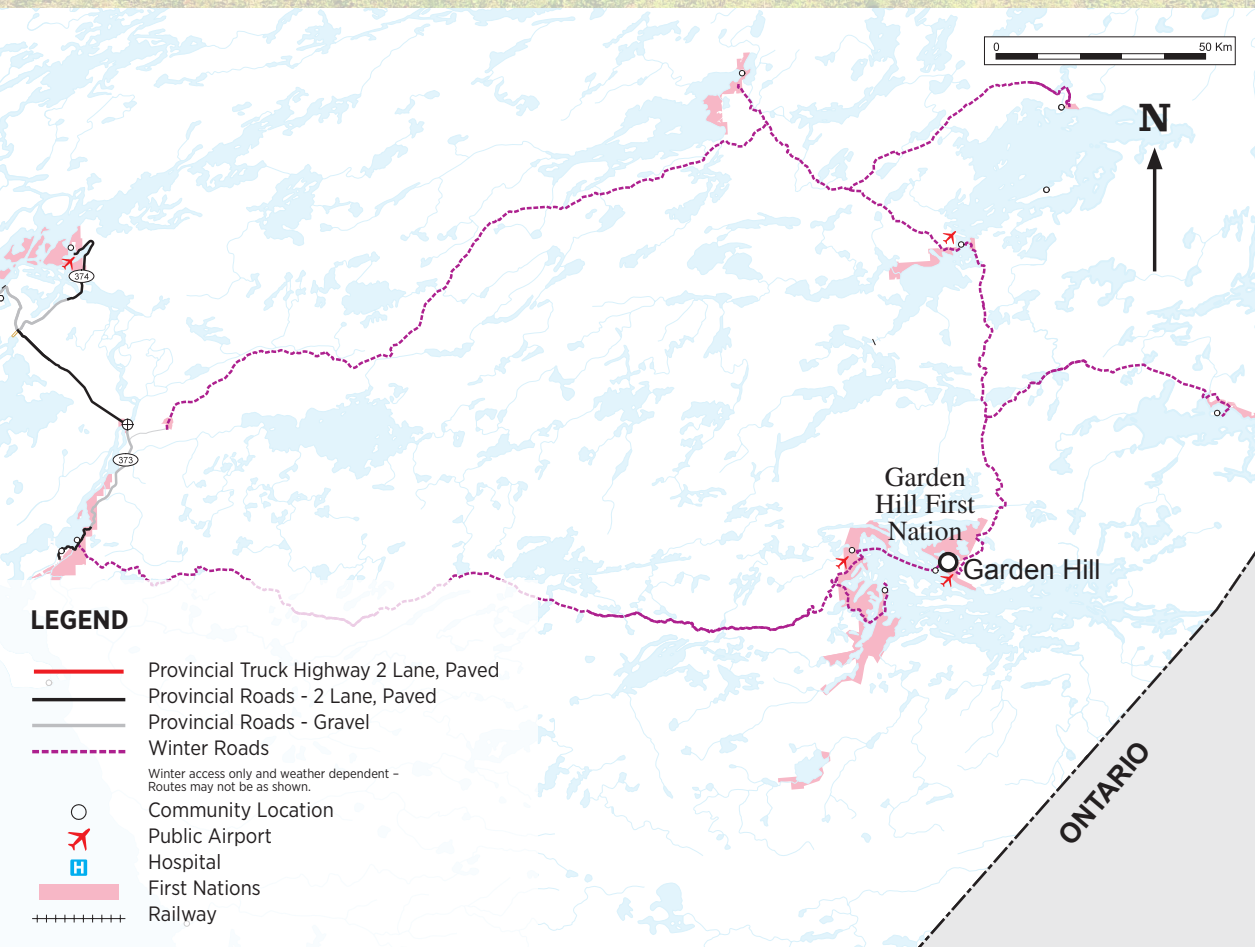 0 50 Km
N
374
373
Garden
Hill First
Nation
Garden Hill
ONTARIO
LEGEND
Provincial Truck Highway 2 Lane, Paved
Provincial Roads - 2 Lane, Paved
Provincial Roads - Gravel
Winter Roads
Winter access only and weather dependent –
Routes may not be as shown.
Community Location
Public Airport
H
Hospital
First Nations
Railway